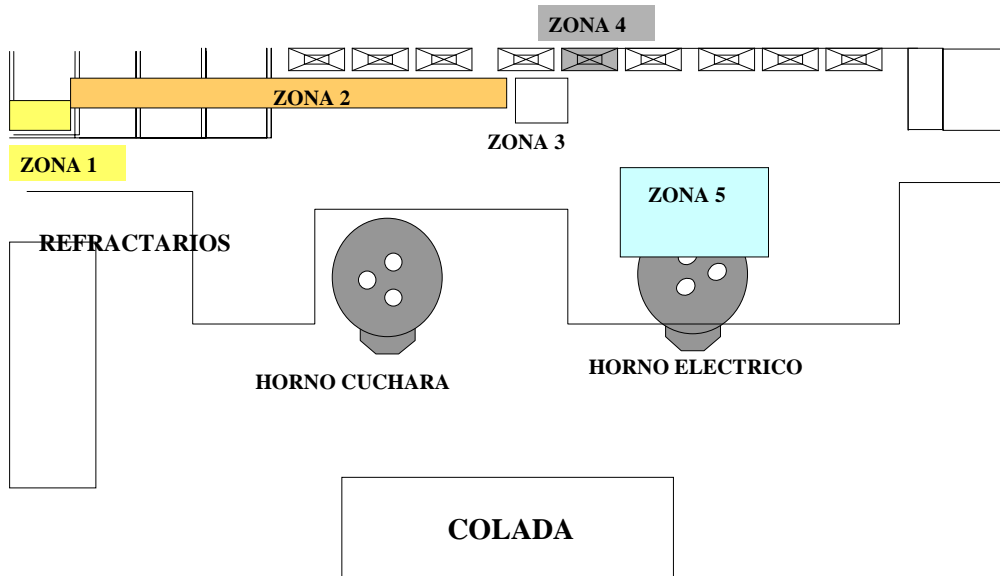 ZONA 4
ZONA 2
ZONA 3
ZONA 1
ZONA 5
REFRACTARIOS
HORNO ELECTRICO
HORNO CUCHARA
COLADA